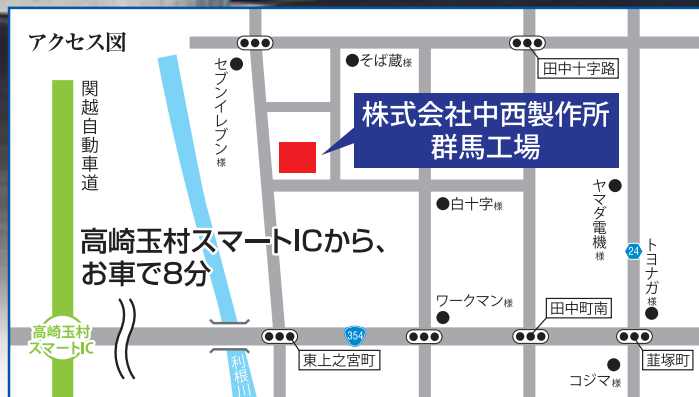 アクセス図
関越自動車道
セブンイレブン様
そば蔵様
田中十字路
株式会社中西製作所
群馬工場
白十字様
ヤマダ電機様
24
トヨナガ様
高崎玉村スマートICから、
お車で8分
ワークマン様
田中町南
高崎玉村
スマートIC
354
利根川
東上之宮町
韮塚町
コジマ様